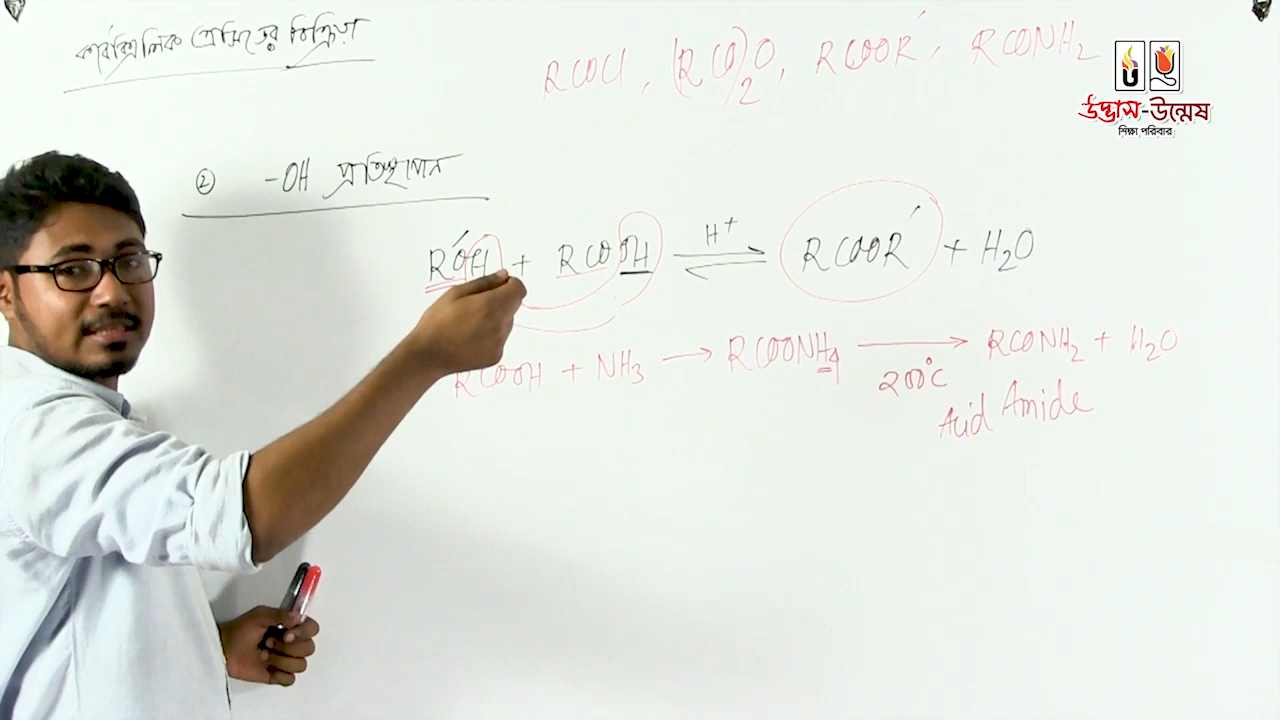 কার্বক্সিলিক এসিডের বিক্রিয়া
RCOCl, (RCO)₂O, RCOOR′, RCONH₂
উদ্ভাস-উন্মেষ
শিক্ষা পরিবার
② -OH প্রতিস্থাপন
R′OH + RCOOH ⇌ H⁺ RCOOR′ + H₂O
RCOOH + NH₃ → RCOONH₄ → 200°C RCONH₂ + H₂O
Acid Amide